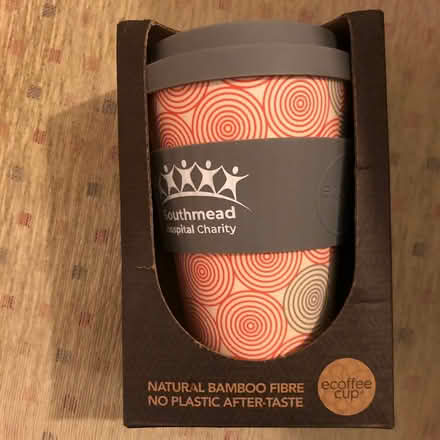 Southmead
Hospital Charity
NATURAL BAMBOO FIBRE
NO PLASTIC AFTER-TASTE
ecoffee
cup